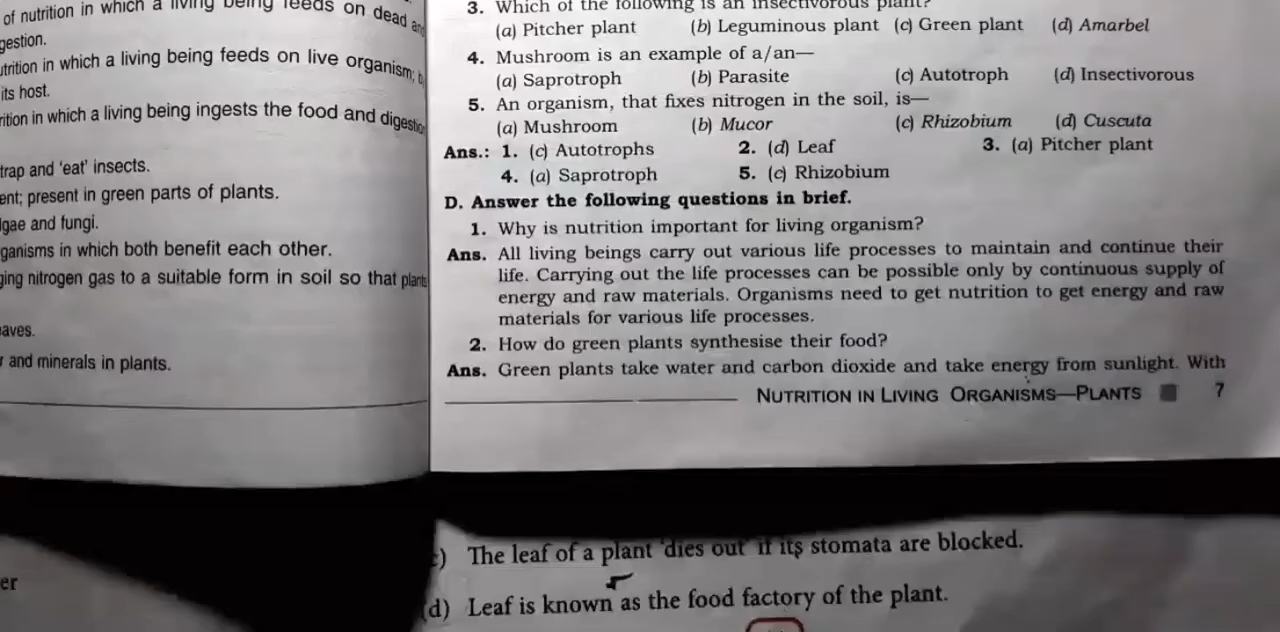 of nutrition in which a living being feeds on dead and
gestion.
utrition in which a living being feeds on live organism;
its host.
rition in which a living being ingests the food and digestio
trap and ‘eat’ insects.
ent; present in green parts of plants.
lgae and fungi.
ganisms in which both benefit each other.
ging nitrogen gas to a suitable form in soil so that plants
eaves.
r and minerals in plants.
3. Which of the following is an insectivorous plant?
(a) Pitcher plant (b) Leguminous plant (c) Green plant (d) Amarbel
4. Mushroom is an example of a/an—
(a) Saprotroph (b) Parasite (c) Autotroph (d) Insectivorous
5. An organism, that fixes nitrogen in the soil, is—
(a) Mushroom (b) Mucor (c) Rhizobium (d) Cuscuta
Ans.: 1. (c) Autotrophs 2. (d) Leaf 3. (a) Pitcher plant
4. (a) Saprotroph 5. (c) Rhizobium
D. Answer the following questions in brief.
1. Why is nutrition important for living organism?
Ans. All living beings carry out various life processes to maintain and continue their
life. Carrying out the life processes can be possible only by continuous supply of
energy and raw materials. Organisms need to get nutrition to get energy and raw
materials for various life processes.
2. How do green plants synthesise their food?
Ans. Green plants take water and carbon dioxide and take energy from sunlight. With
NUTRITION IN LIVING ORGANISMS—PLANTS 7
er
) The leaf of a plant ‘dies out’ if its stomata are blocked.
(d) Leaf is known as the food factory of the plant.